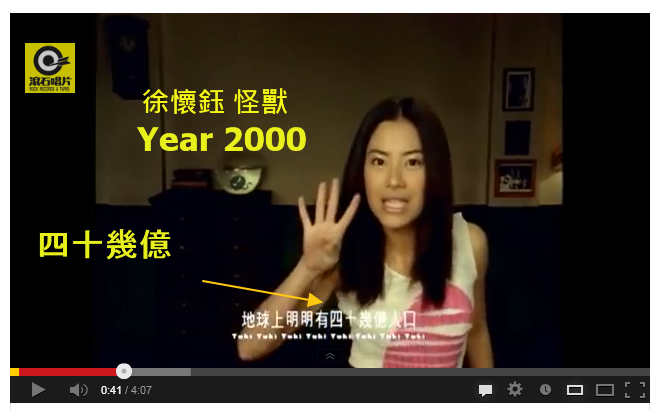 滾石唱片
ROCK RECORDS & TAPES
徐懷鈺 怪獸
Year 2000
四十幾億
地球上明明有四十幾億人口
Yuki Yuki Yuki Yuki Yuki Yuki Yuki Yuki
0:41 / 4:07